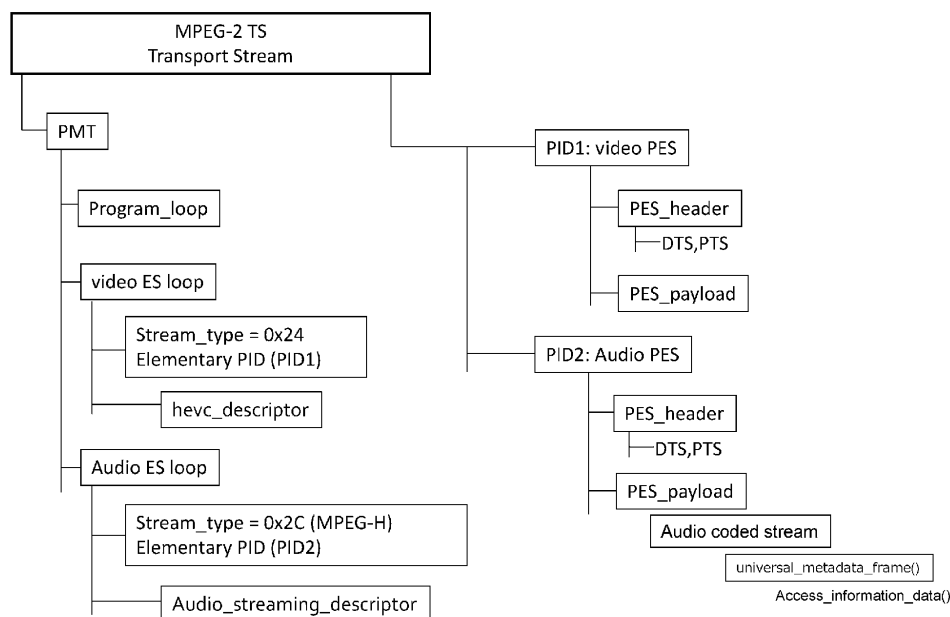 MPEG-2 TS
Transport Stream
PMT
Program_loop
video ES loop
Stream_type = 0x24
Elementary PID (PID1)
hevc_descriptor
Audio ES loop
Stream_type = 0x2C (MPEG-H)
Elementary PID (PID2)
Audio_streaming_descriptor
PID1: video PES
PES_header
DTS,PTS
PES_payload
PID2: Audio PES
PES_header
DTS,PTS
PES_payload
Audio coded stream
universal_metadata_frame()
Access_information_data()